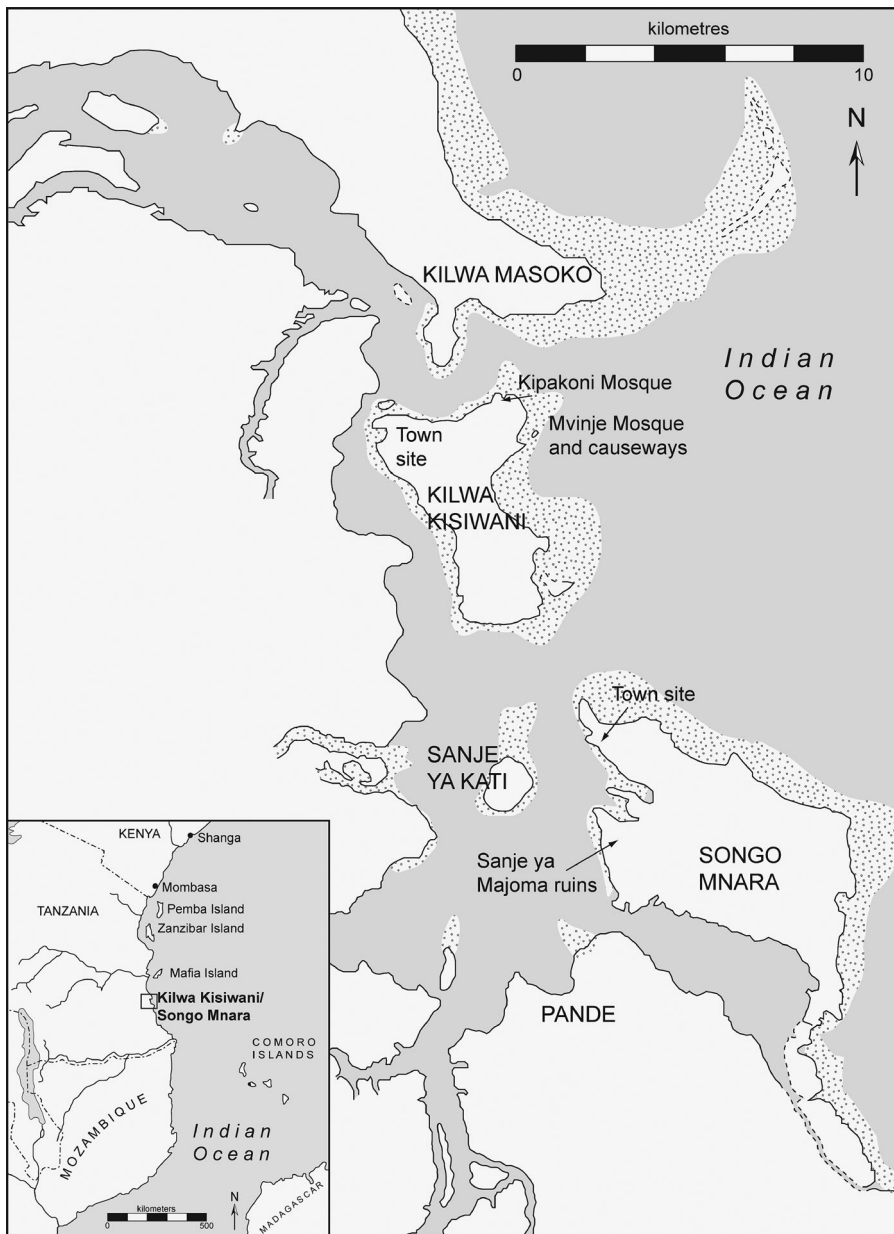 kilometres
0 10
N
KILWA MASOKO
Indian
Ocean
Kipakoni Mosque
Mvinje Mosque
and causeways
Town
site
KILWA
KISIWANI
Town site
SANJE
YA KATI
Sanje ya
Majoma ruins
SONGO
MNARA
PANDE
KENYA
Shanga
Mombasa
TANZANIA
Pemba Island
Zanzibar Island
Mafia Island
Kilwa Kisiwani/
Songo Mnara
COMORO
ISLANDS
MOZAMBIQUE
Indian
Ocean
kilometers
0 500
N
MADAGASCAR